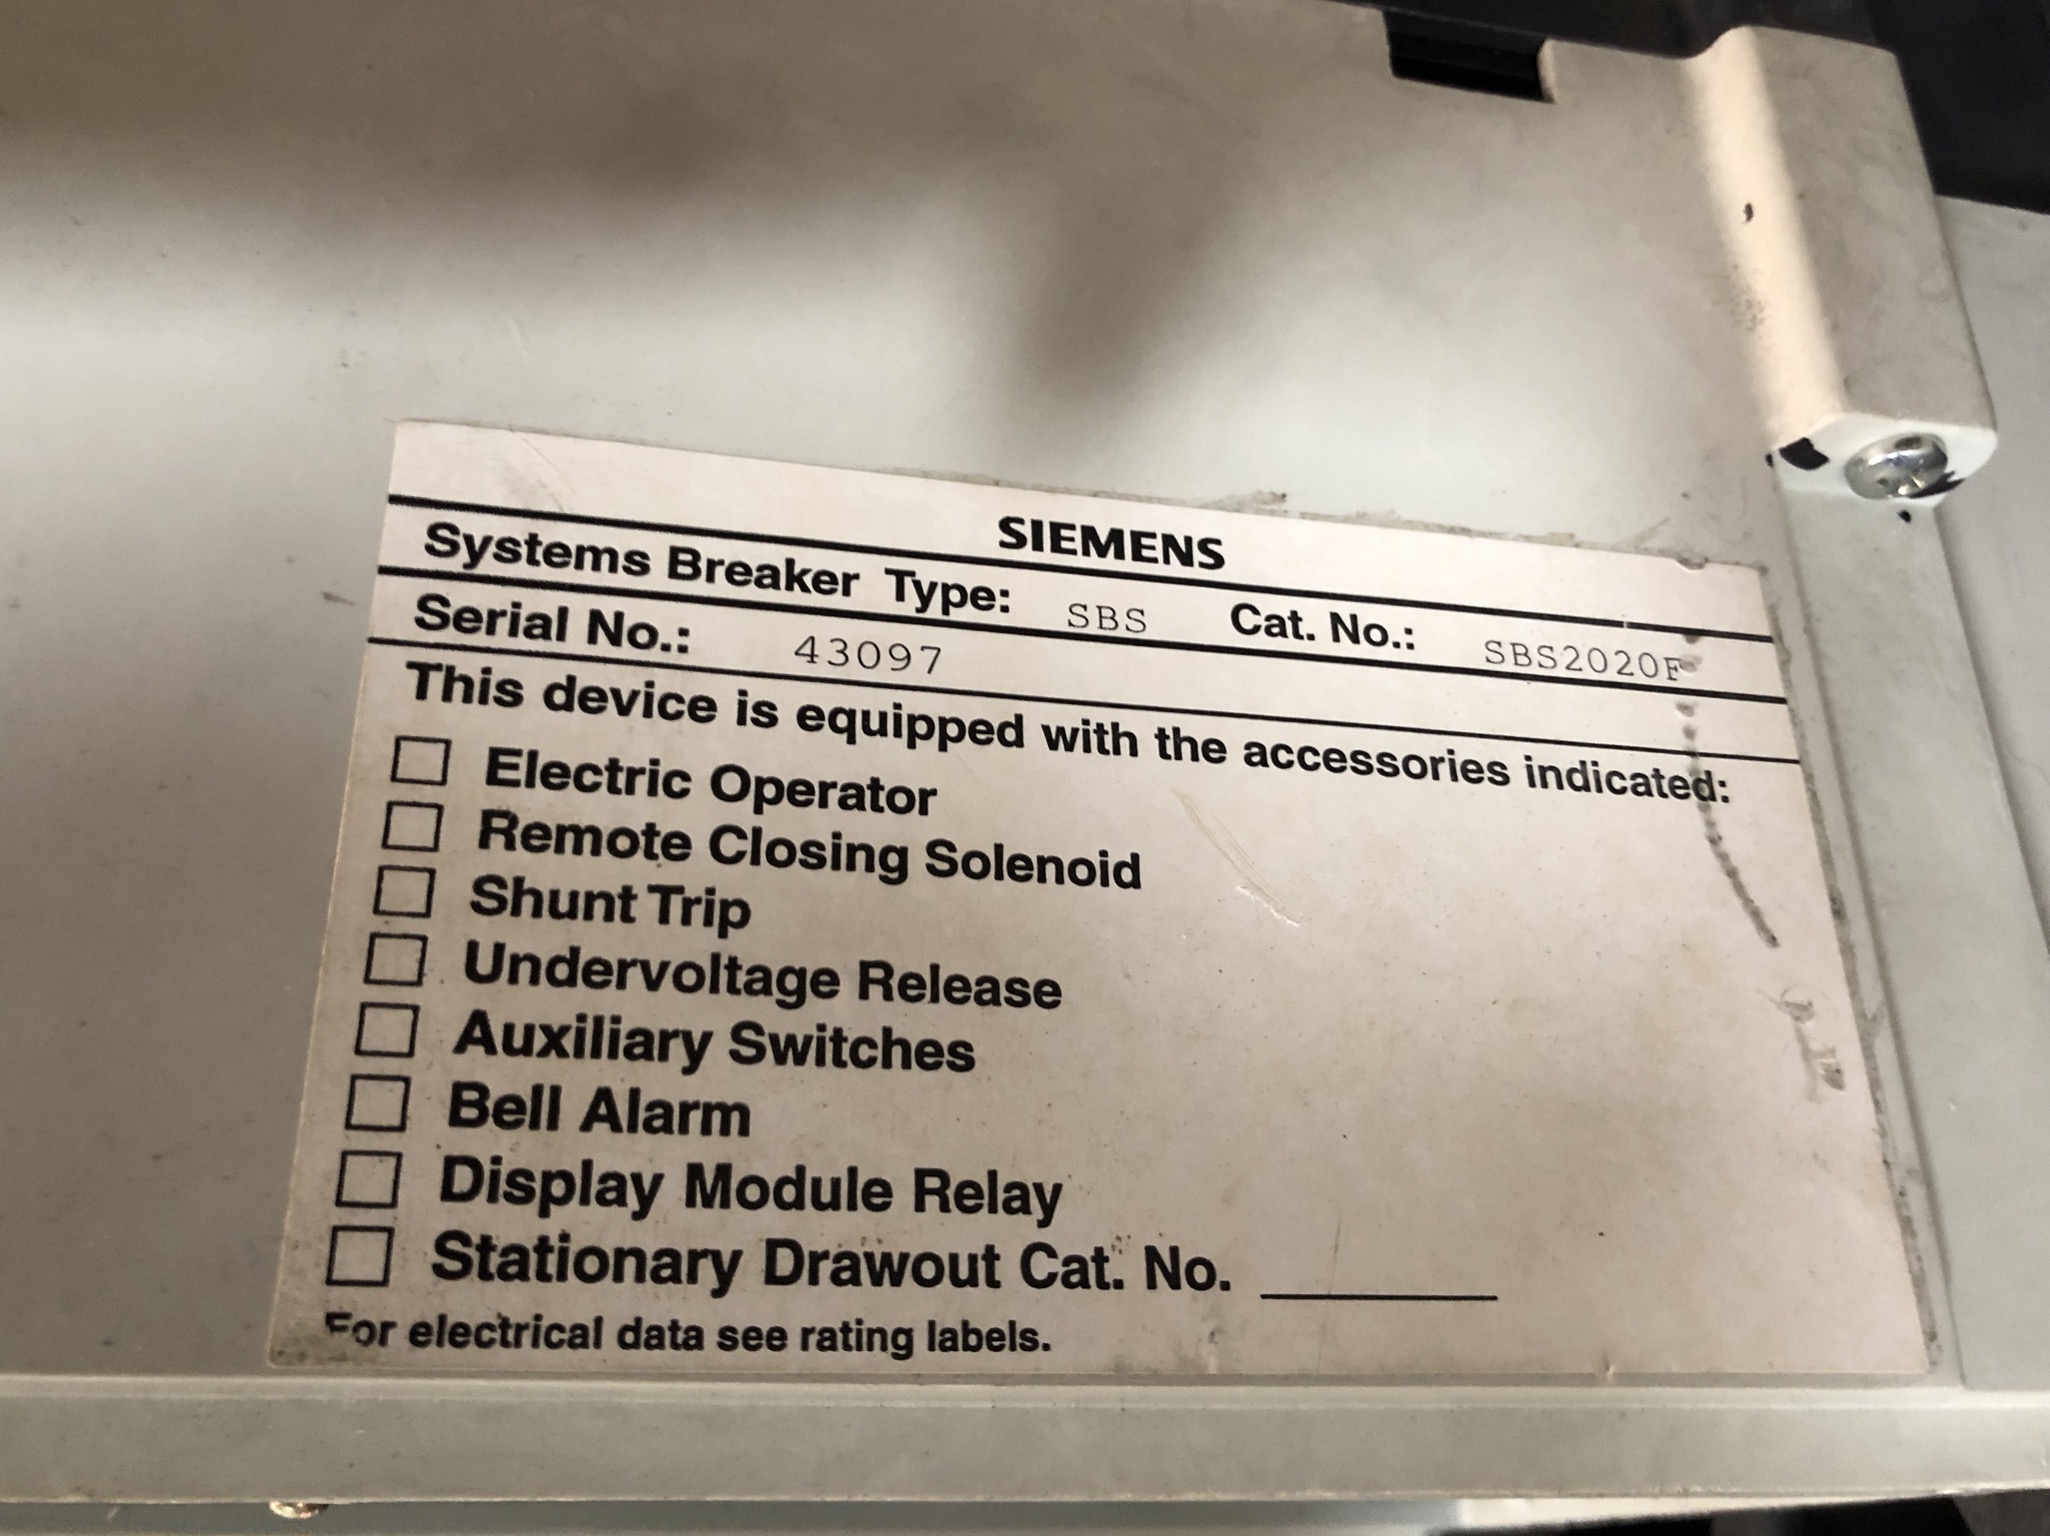 SIEMENS
Systems Breaker Type: SBS Cat. No.: SBS2020F
Serial No.: 43097
This device is equipped with the accessories indicated:
☐ Electric Operator
☐ Remote Closing Solenoid
☐ Shunt Trip
☐ Undervoltage Release
☐ Auxiliary Switches
☐ Bell Alarm
☐ Display Module Relay
☐ Stationary Drawout Cat. No. ________
For electrical data see rating labels.